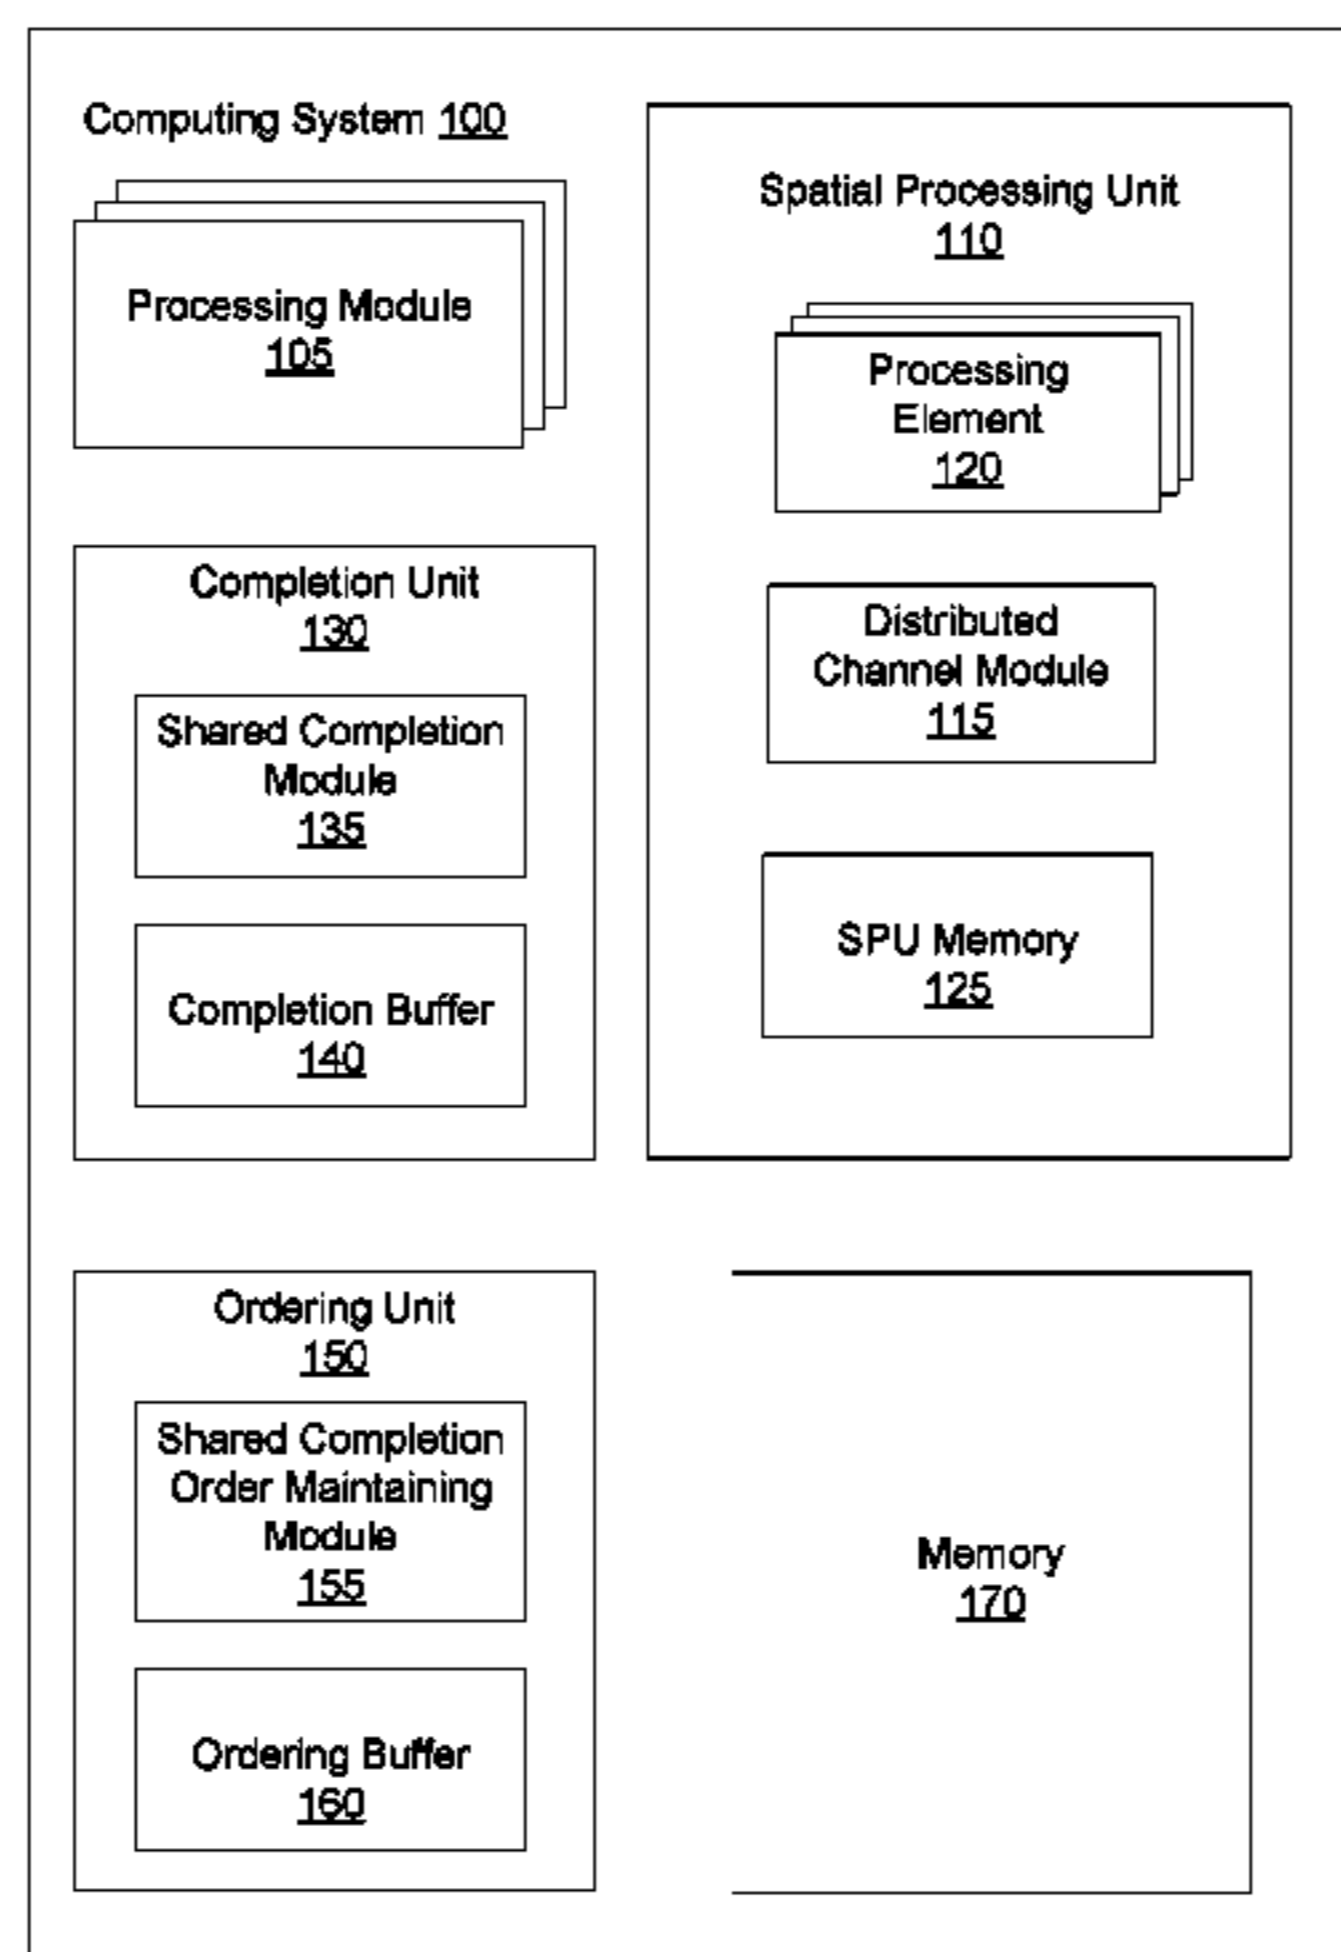 Computing System 100
Processing Module
105
Spatial Processing Unit
110
Processing
Element
120
Distributed
Channel Module
115
SPU Memory
125
Completion Unit
130
Shared Completion
Module
135
Completion Buffer
140
Ordering Unit
150
Shared Completion
Order Maintaining
Module
155
Ordering Buffer
160
Memory
170